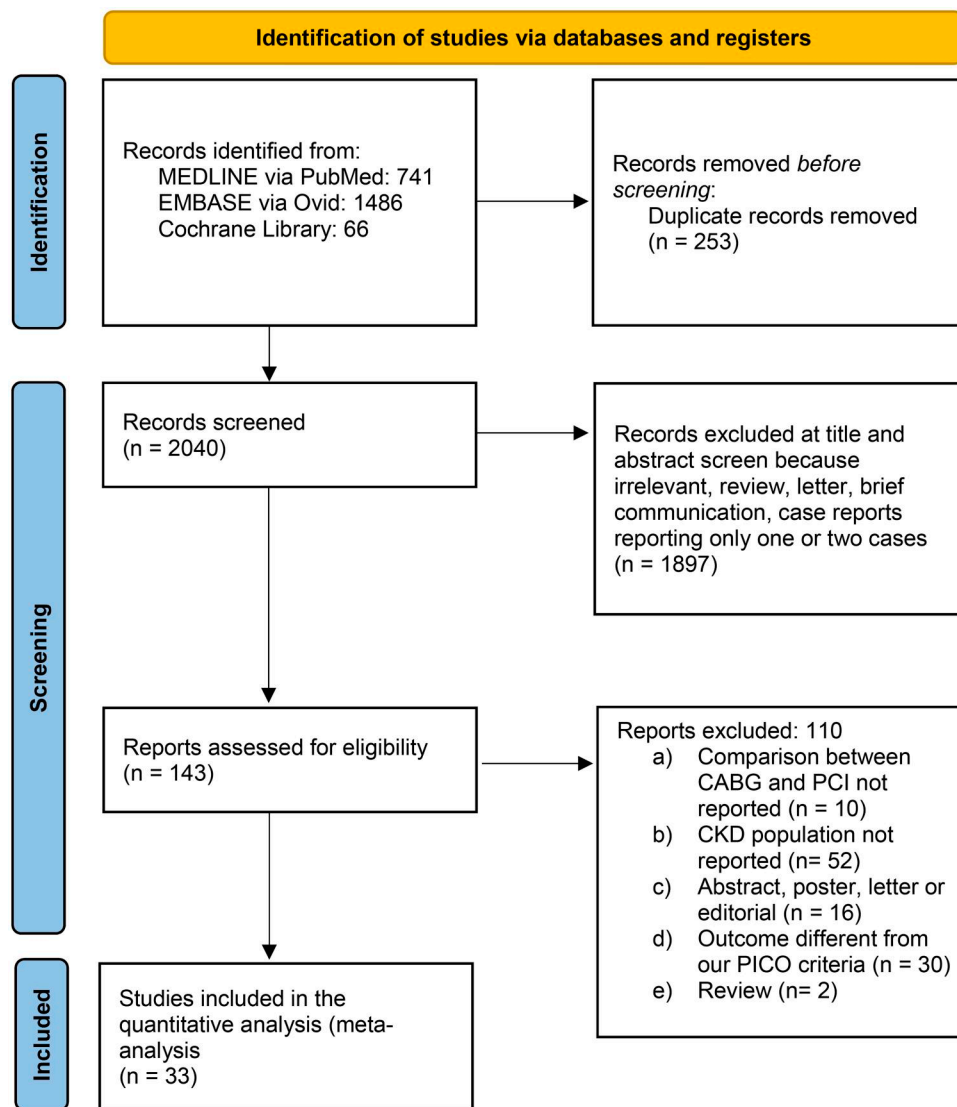 Identification of studies via databases and registers
Identification
Records identified from:
MEDLINE via PubMed: 741
EMBASE via Ovid: 1486
Cochrane Library: 66
Records removed before
screening:
Duplicate records removed
(n = 253)
Screening
Records screened
(n = 2040)
Records excluded at title and
abstract screen because
irrelevant, review, letter, brief
communication, case reports
reporting only one or two cases
(n = 1897)
Reports assessed for eligibility
(n = 143)
Reports excluded: 110
a) Comparison between
CABG and PCI not
reported (n = 10)
b) CKD population not
reported (n= 52)
c) Abstract, poster, letter or
editorial (n = 16)
d) Outcome different from
our PICO criteria (n = 30)
e) Review (n= 2)
Included
Studies included in the
quantitative analysis (meta-
analysis
(n = 33)